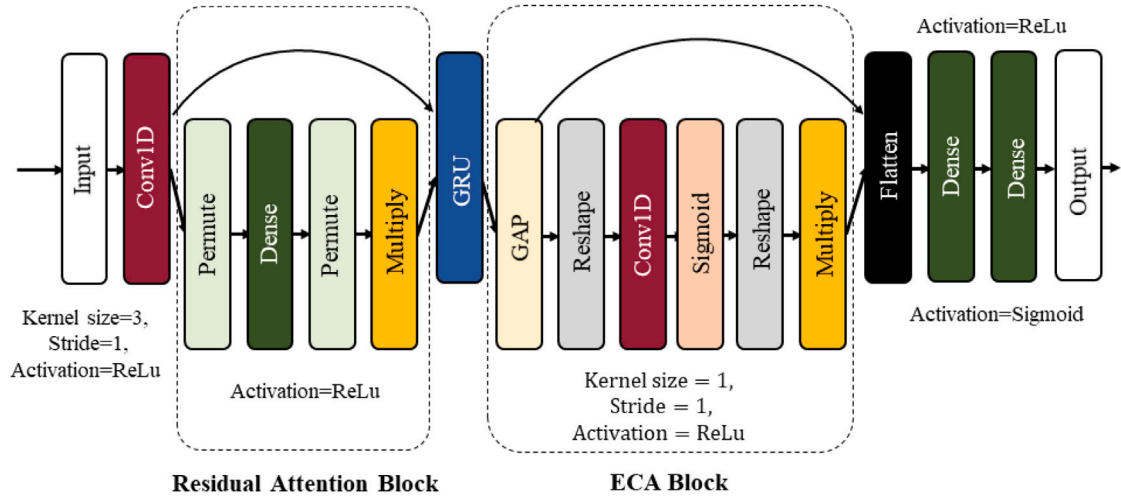 Activation=ReLu
Input
Conv1D
Permute
Dense
Permute
Multiply
GRU
GAP
Reshape
Conv1D
Sigmoid
Reshape
Multiply
Flatten
Dense
Dense
Output
Kernel size=3,
Stride=1,
Activation=ReLu
Activation=ReLu
Kernel size = 1,
Stride = 1,
Activation = ReLu
Activation=Sigmoid
Residual Attention Block
ECA Block